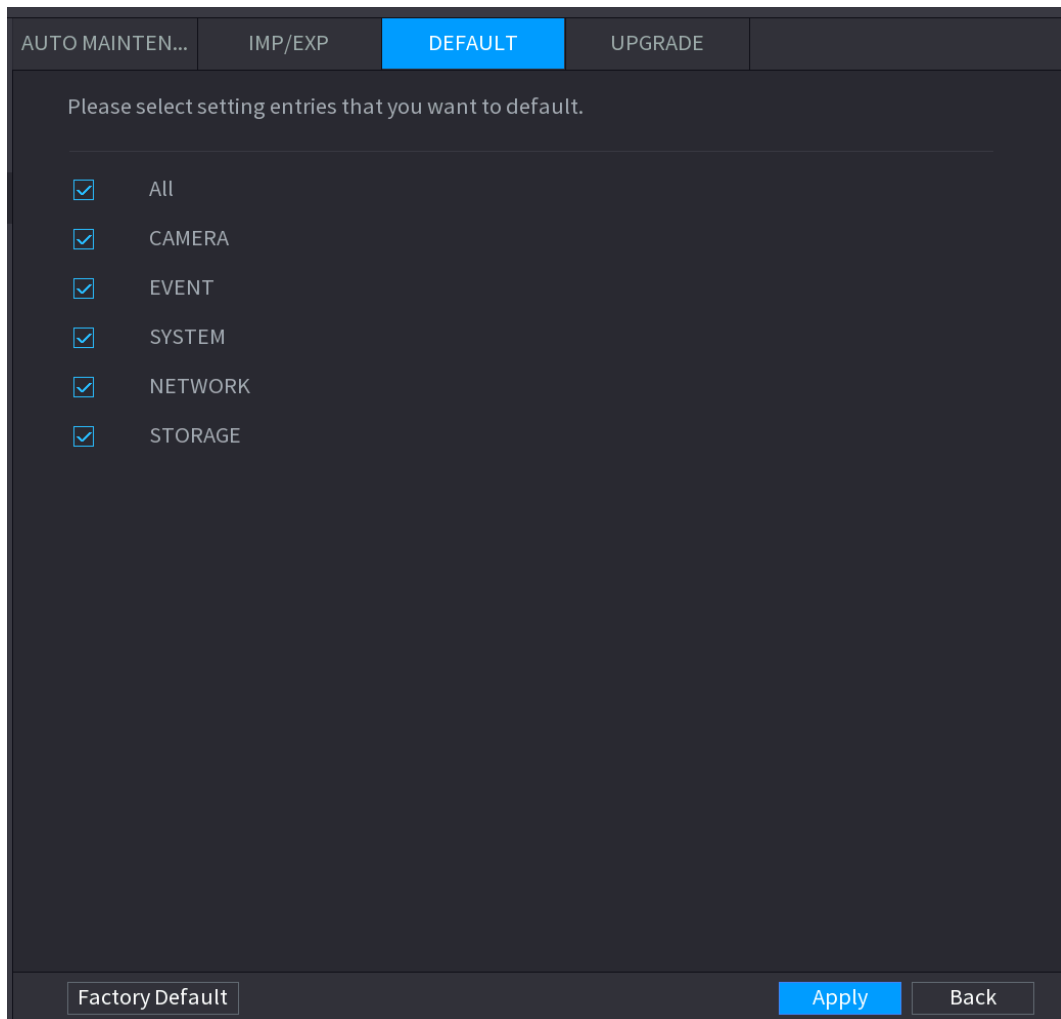 AUTO MAINTEN... IMP/EXP DEFAULT UPGRADE
Please select setting entries that you want to default.
All
CAMERA
EVENT
SYSTEM
NETWORK
STORAGE
Factory Default Apply Back